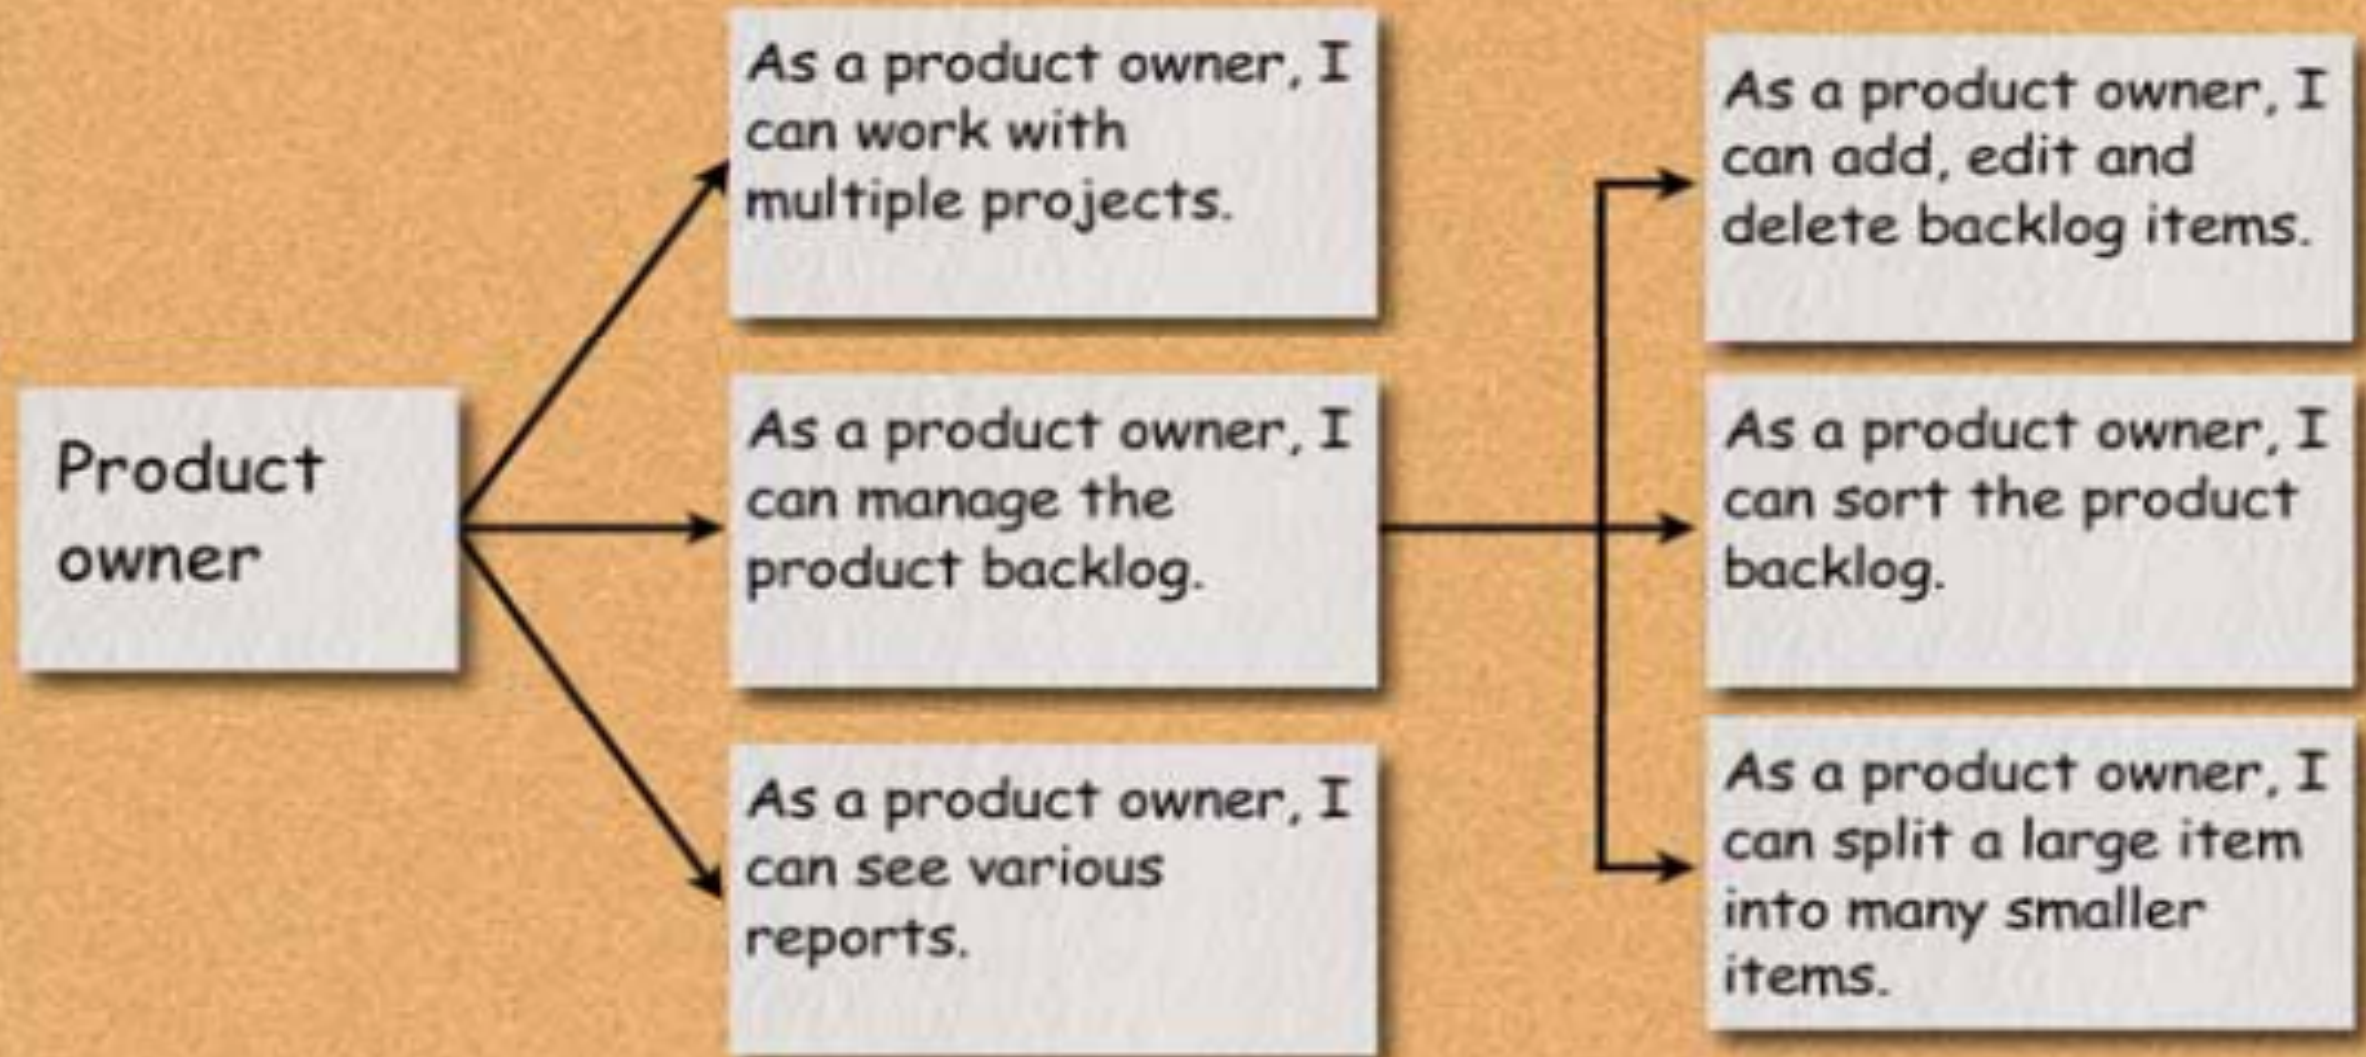 Product
owner
As a product owner, I
can work with
multiple projects.
As a product owner, I
can manage the
product backlog.
As a product owner, I
can see various
reports.
As a product owner, I
can add, edit and
delete backlog items.
As a product owner, I
can sort the product
backlog.
As a product owner, I
can split a large item
into many smaller
items.